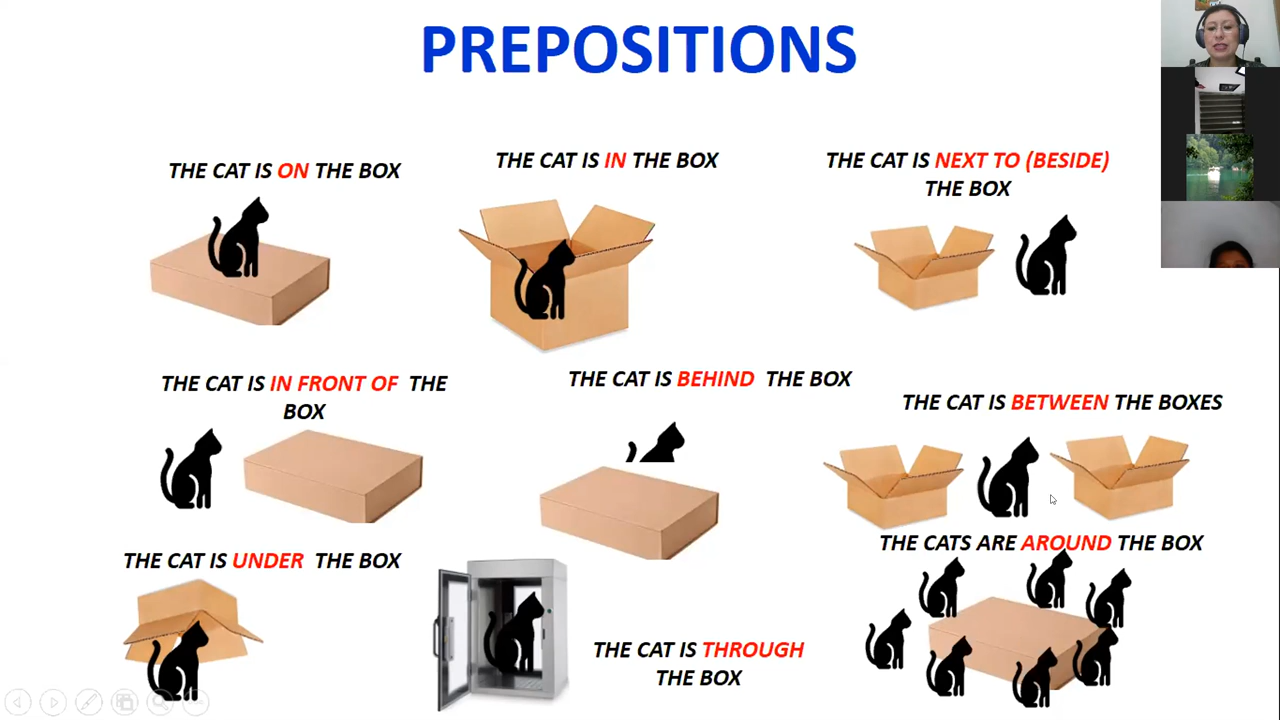 PREPOSITIONS
THE CAT IS ON THE BOX
THE CAT IS IN THE BOX
THE CAT IS NEXT TO (BESIDE)
THE BOX
THE CAT IS IN FRONT OF THE
BOX
THE CAT IS BEHIND THE BOX
THE CAT IS BETWEEN THE BOXES
THE CAT IS UNDER THE BOX
THE CAT IS THROUGH
THE BOX
THE CATS ARE AROUND THE BOX